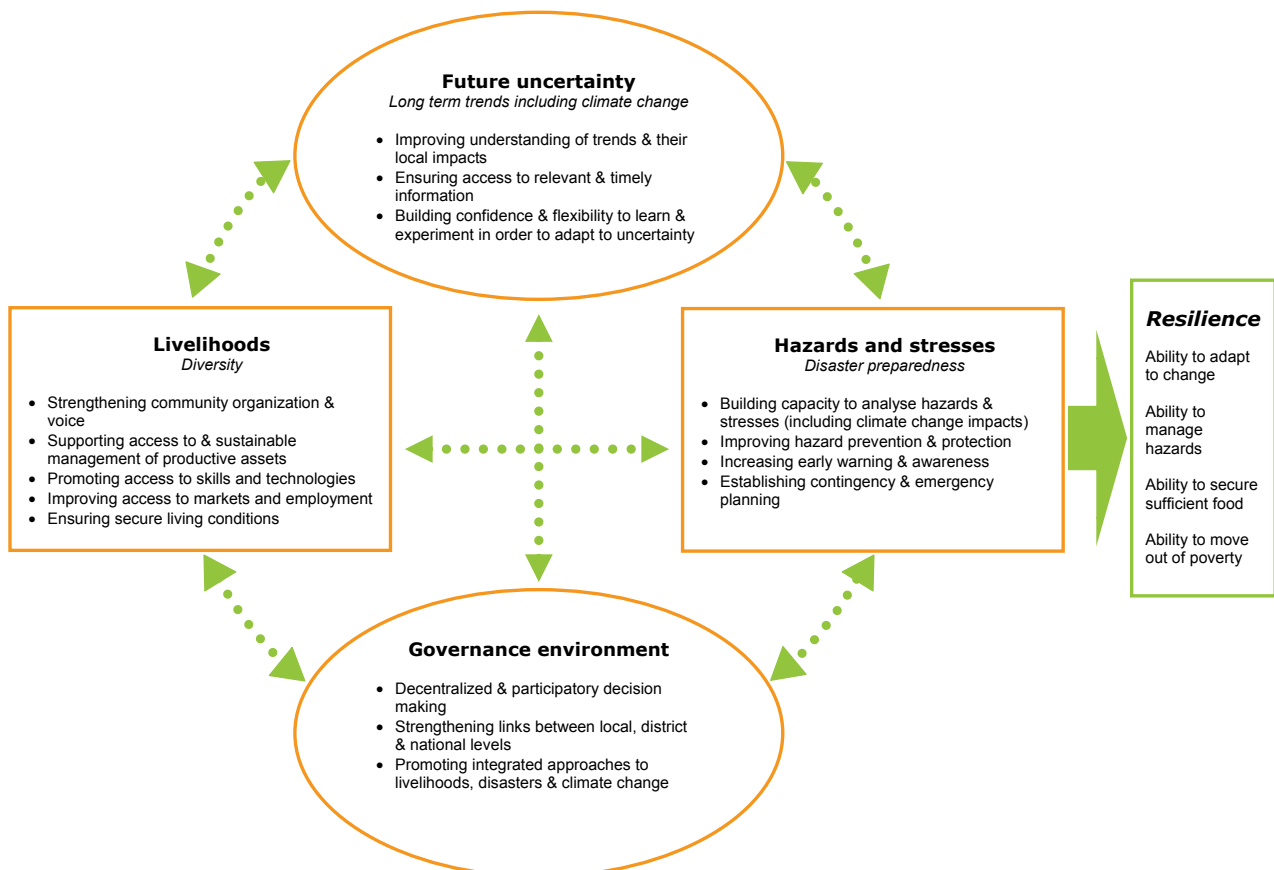 Future uncertainty
Long term trends including climate change
• Improving understanding of trends & their
local impacts
• Ensuring access to relevant & timely
information
• Building confidence & flexibility to learn &
experiment in order to adapt to uncertainty
Livelihoods
Diversity
• Strengthening community organization &
voice
• Supporting access to & sustainable
management of productive assets
• Promoting access to skills and technologies
• Improving access to markets and employment
• Ensuring secure living conditions
Hazards and stresses
Disaster preparedness
• Building capacity to analyse hazards &
stresses (including climate change impacts)
• Improving hazard prevention & protection
• Increasing early warning & awareness
• Establishing contingency & emergency
planning
Resilience
Ability to adapt
to change
Ability to
manage
hazards
Ability to secure
sufficient food
Ability to move
out of poverty
Governance environment
• Decentralized & participatory decision
making
• Strengthening links between local, district
& national levels
• Promoting integrated approaches to
livelihoods, disasters & climate change